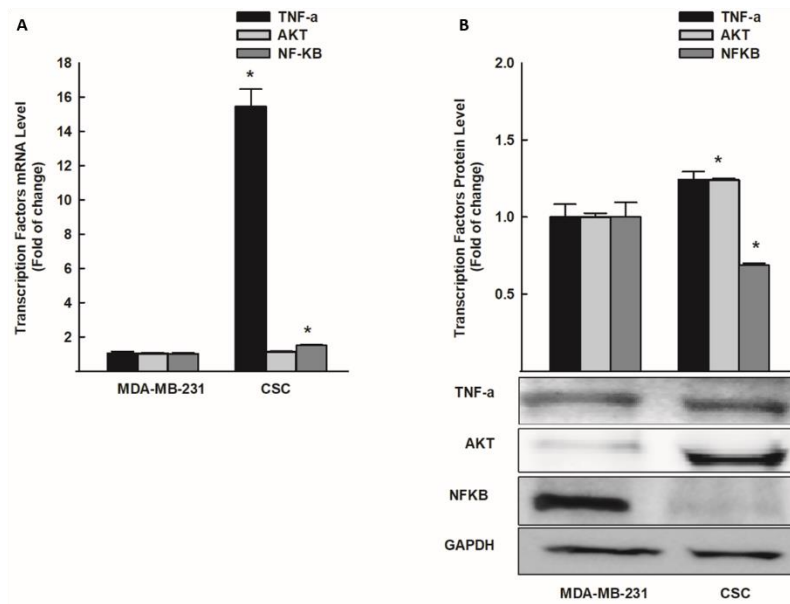 A
TNF-a
AKT
NF-KB
Transcription Factors mRNA Level
(Fold of change)
18
16
14
12
10
8
6
4
2
*
*
MDA-MB-231
CSC
B
TNF-a
AKT
NFKB
Transcription Factors Protein Level
(Fold of change)
2.0
1.5
1.0
0.5
*
*
TNF-a
AKT
NFKB
GAPDH
MDA-MB-231
CSC